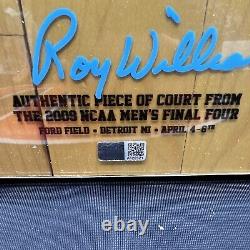 Roy Willia
AUTHENTIC PIECE OF COURT FROM
THE 2009 NCAA MEN'S FINAL FOUR
FORD FIELD • DETROIT MI • APRIL 4-6TH